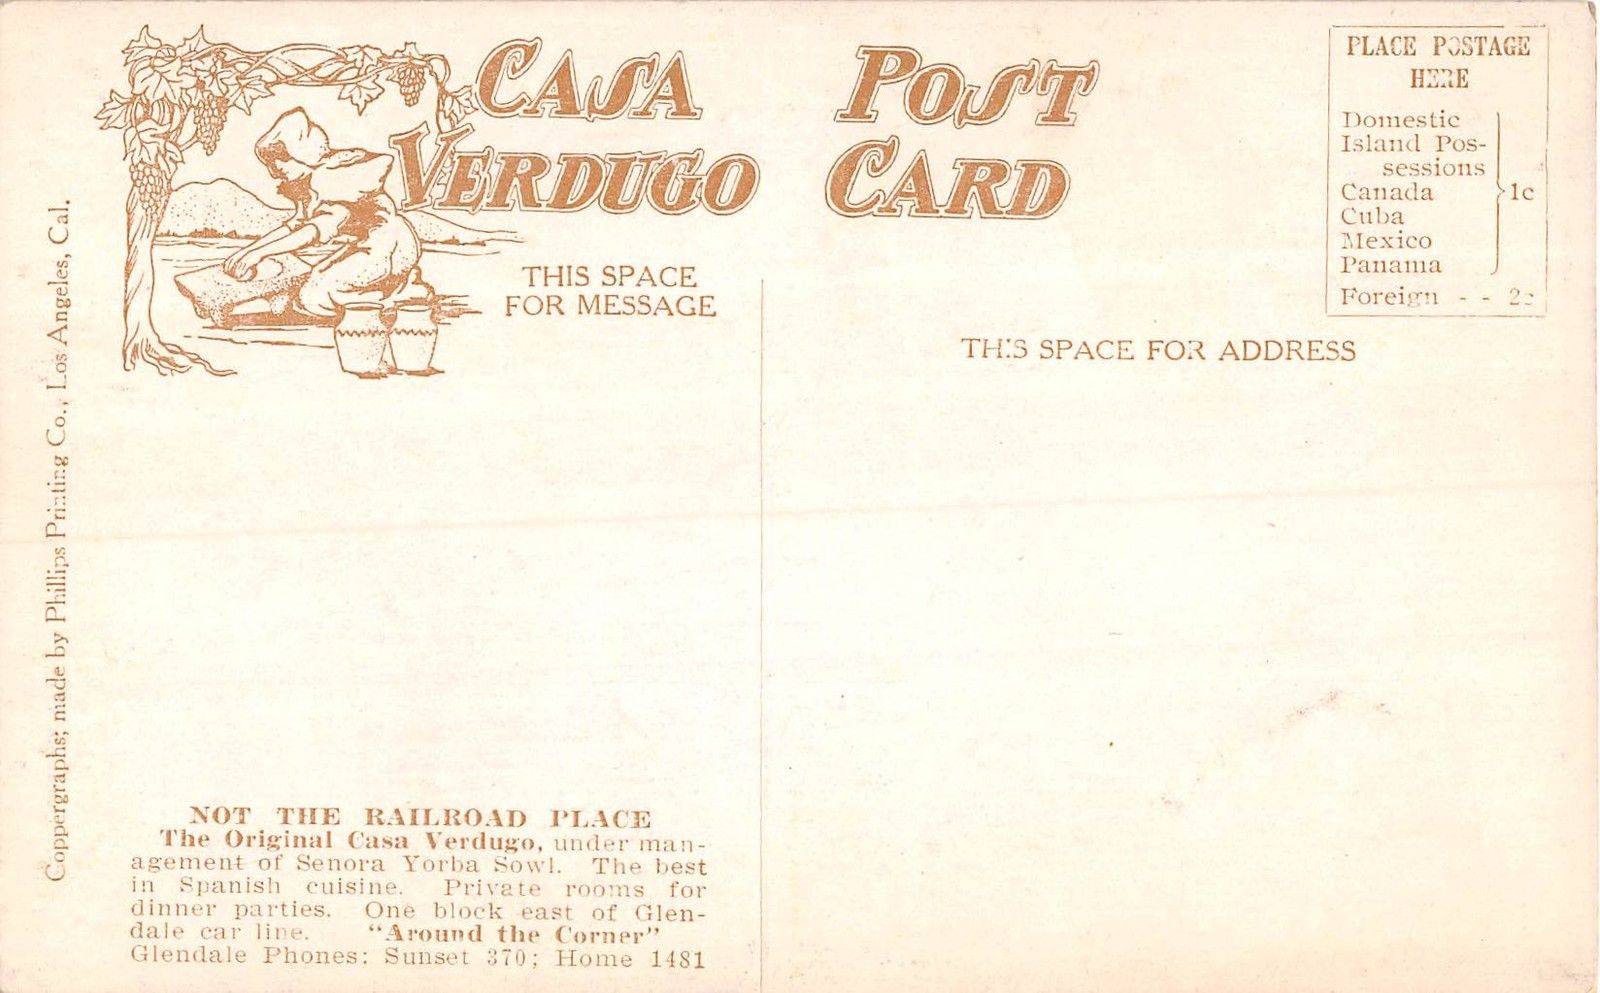 CASA
VERDUGO
POST
CARD
PLACE POSTAGE
HERE
Domestic
Island Pos-
sessions
Canada
Cuba
Mexico
Panama
1c
Foreign - - 2c
THIS SPACE
FOR MESSAGE
THIS SPACE FOR ADDRESS
Coppergraphs; made by Phillips Printing Co., Los Angeles, Cal.
NOT THE RAILROAD PLACE
The Original Casa Verdugo, under man-
agement of Senora Yorba Sowl. The best
in Spanish cuisine. Private rooms for
dinner parties. One block east of Glen-
dale car line. "Around the Corner"
Glendale Phones: Sunset 370; Home 1481